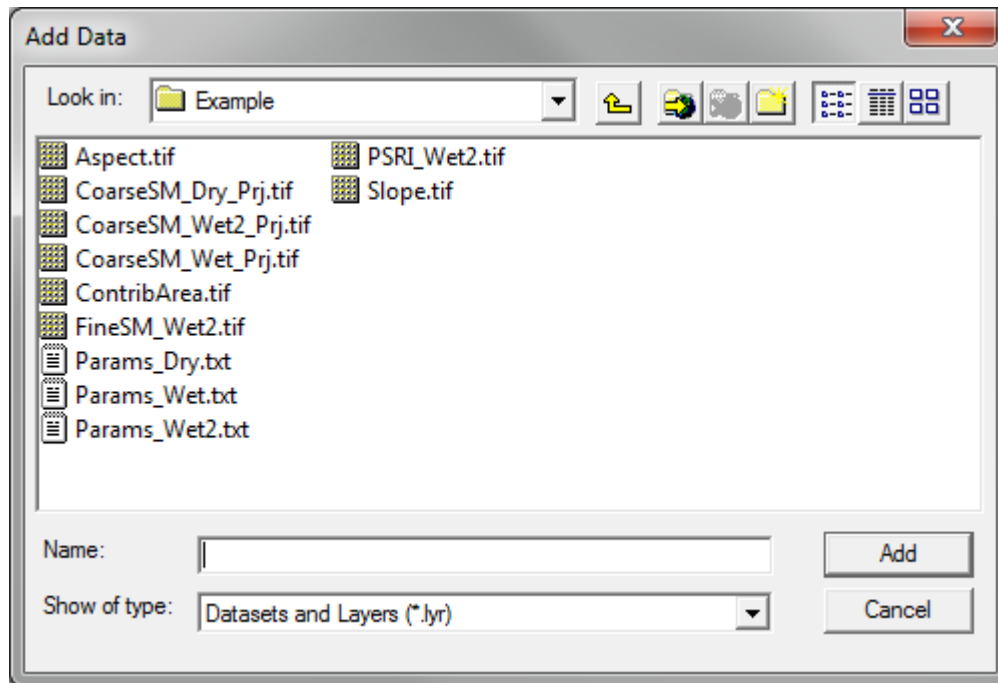 Add Data
Look in: Example
Aspect.tif
CoarseSM_Dry_Prj.tif
CoarseSM_Wet2_Prj.tif
CoarseSM_Wet_Prj.tif
ContribArea.tif
FineSM_Wet2.tif
Params_Dry.txt
Params_Wet.txt
Params_Wet2.txt
PSRI_Wet2.tif
Slope.tif
Name:
Add
Show of type: Datasets and Layers (*.lyr)
Cancel